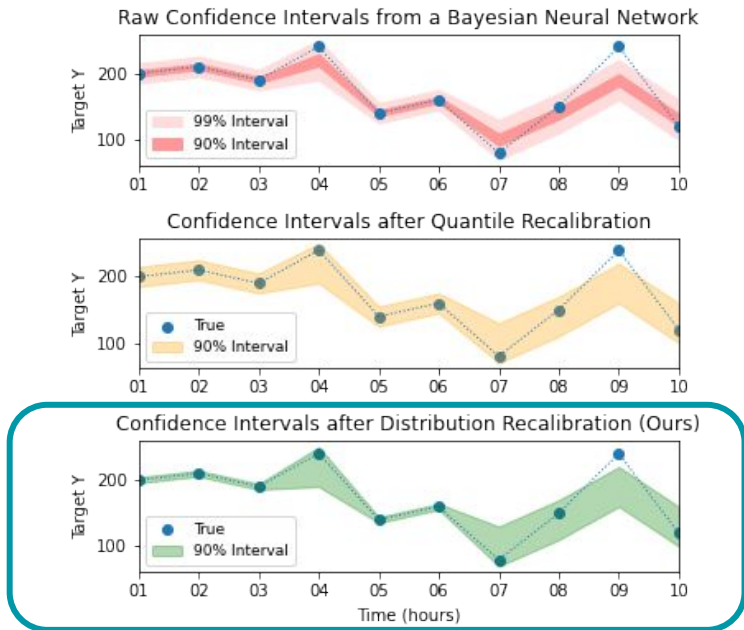 Raw Confidence Intervals from a Bayesian Neural Network
Target Y
200
100
99% Interval
90% Interval
01 02 03 04 05 06 07 08 09 10
Confidence Intervals after Quantile Recalibration
Target Y
200
100
True
90% Interval
01 02 03 04 05 06 07 08 09 10
Confidence Intervals after Distribution Recalibration (Ours)
Target Y
200
100
True
90% Interval
01 02 03 04 05 06 07 08 09 10
Time (hours)